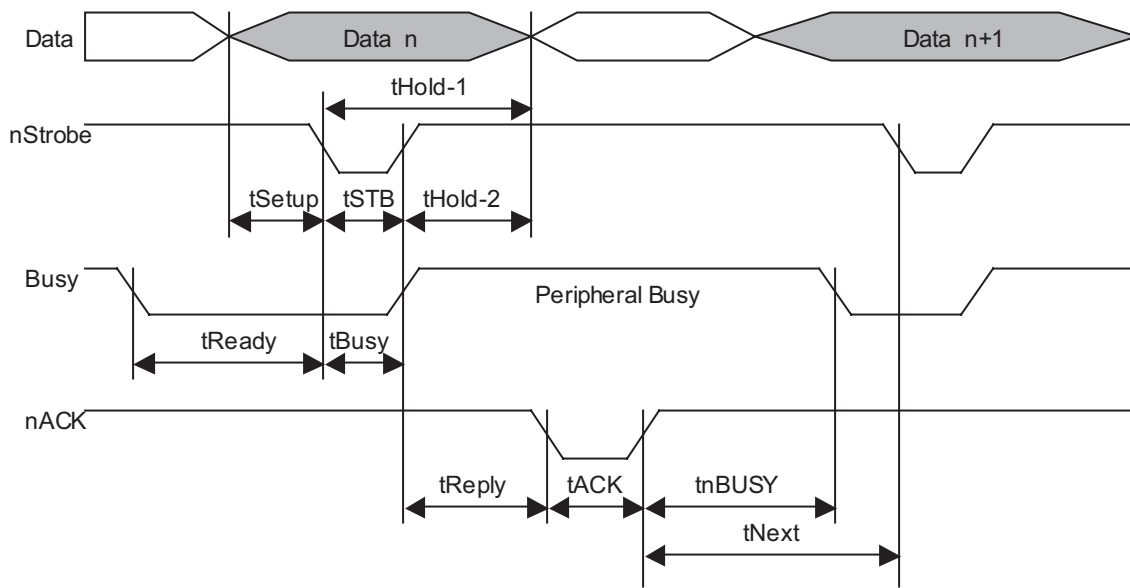 Data
Data n
Data n+1
tHold-1
nStrobe
tSetup
tSTB
tHold-2
Busy
Peripheral Busy
tReady
tBusy
nACK
tReply
tACK
tnBUSY
tNext